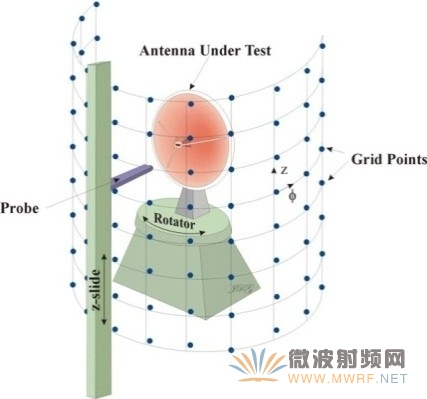 Antenna Under Test
z
Grid Points
ϕ
Probe
Rotator
z-slide
微波射频网
WWW.MWRF.NET